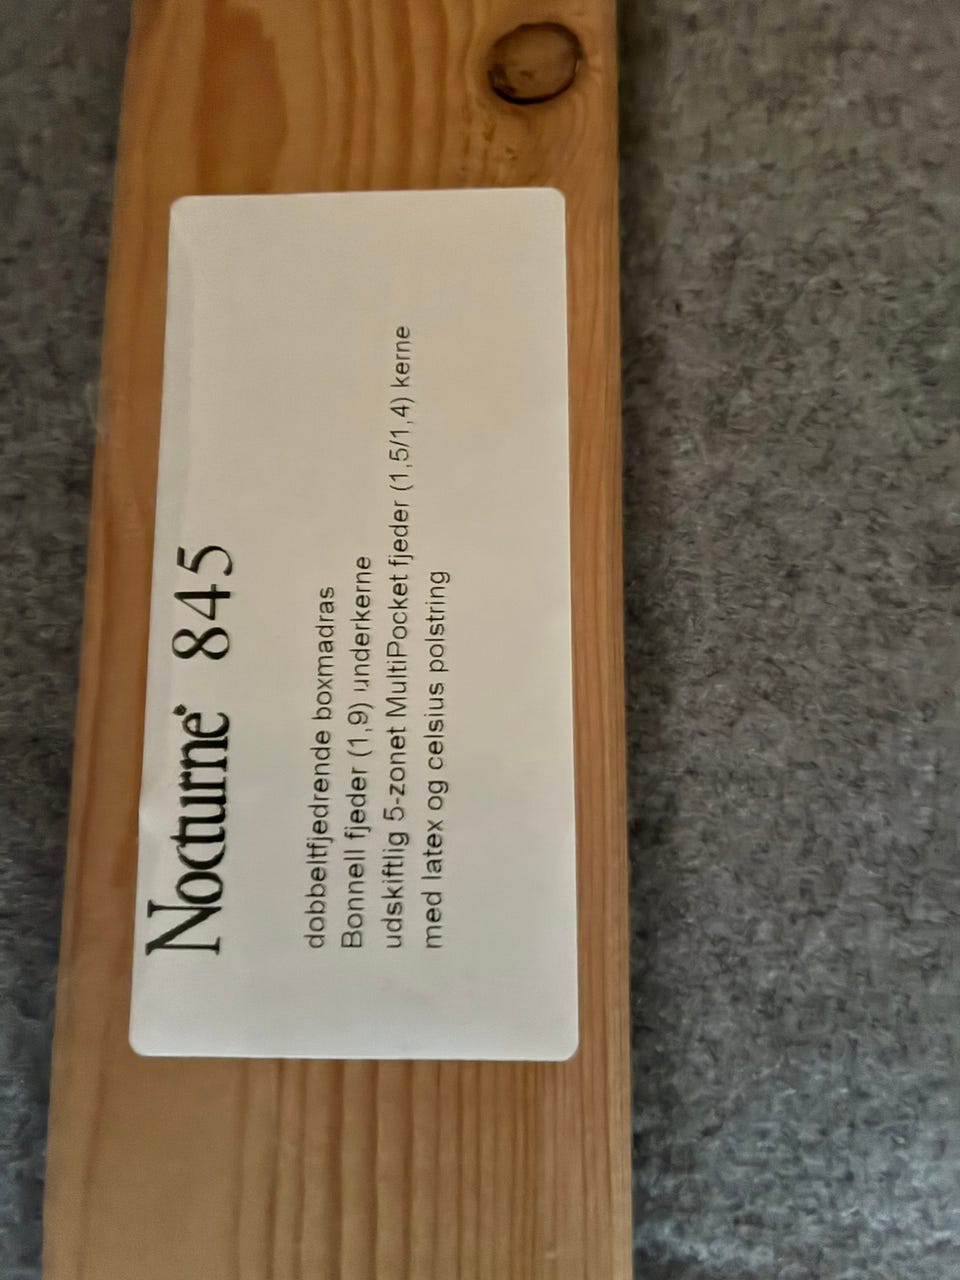 Nocturne® 845
dobbeltfjedrende boxmadras
Bonnell fjeder (1,9) underkerne
udskiftlig 5-zonet MultiPocket fjeder (1,5/1,4) kerne
med latex og celsius polstring